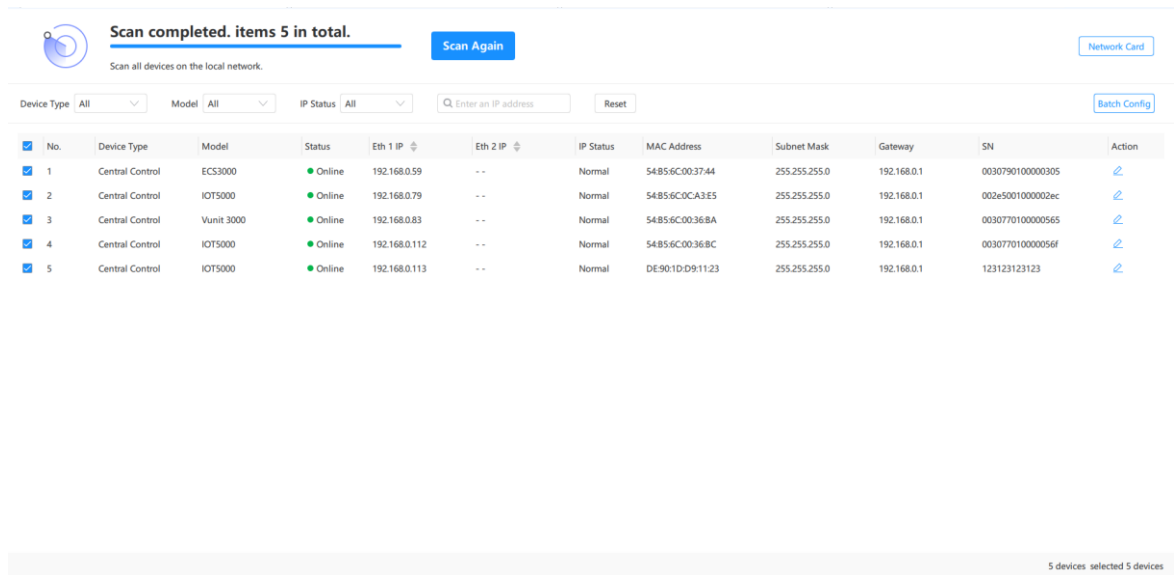 Scan completed. items 5 in total.
Scan Again
Network Card
Scan all devices on the local network.
Device Type All Model All IP Status All Enter an IP address Reset Batch Config
No. Device Type Model Status Eth 1 IP Eth 2 IP IP Status MAC Address Subnet Mask Gateway SN Action
1 Central Control ECS3000 Online 192.168.0.59 - - Normal 54:B5:6C:00:37:44 255.255.255.0 192.168.0.1 0030790100000305
2 Central Control IOT5000 Online 192.168.0.79 - - Normal 54:B5:6C:0C:A3:E5 255.255.255.0 192.168.0.1 002e5001000002ec
3 Central Control Vunit 3000 Online 192.168.0.83 - - Normal 54:B5:6C:00:36:BA 255.255.255.0 192.168.0.1 0030770100000565
4 Central Control IOT5000 Online 192.168.0.112 - - Normal 54:B5:6C:00:36:BC 255.255.255.0 192.168.0.1 003077010000056f
5 Central Control IOT5000 Online 192.168.0.113 - - Normal DE:90:1D:D9:11:23 255.255.255.0 192.168.0.1 123123123123
5 devices selected 5 devices